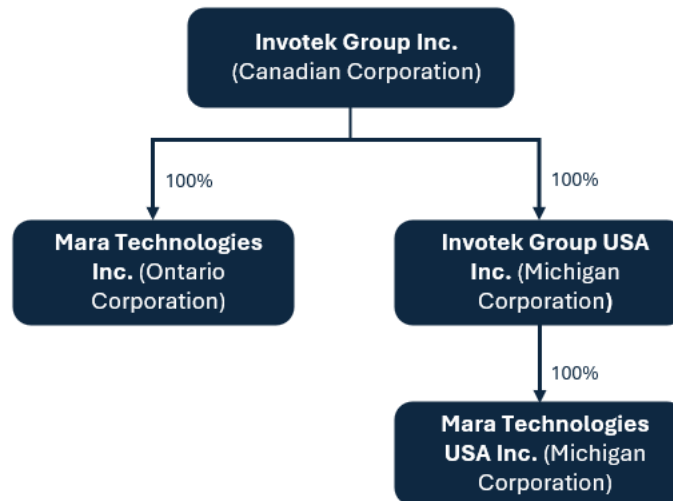 Invotek Group Inc.
(Canadian Corporation)
100%
100%
Mara Technologies
Inc. (Ontario
Corporation)
Invotek Group USA
Inc. (Michigan
Corporation)
100%
Mara Technologies
USA Inc. (Michigan
Corporation)